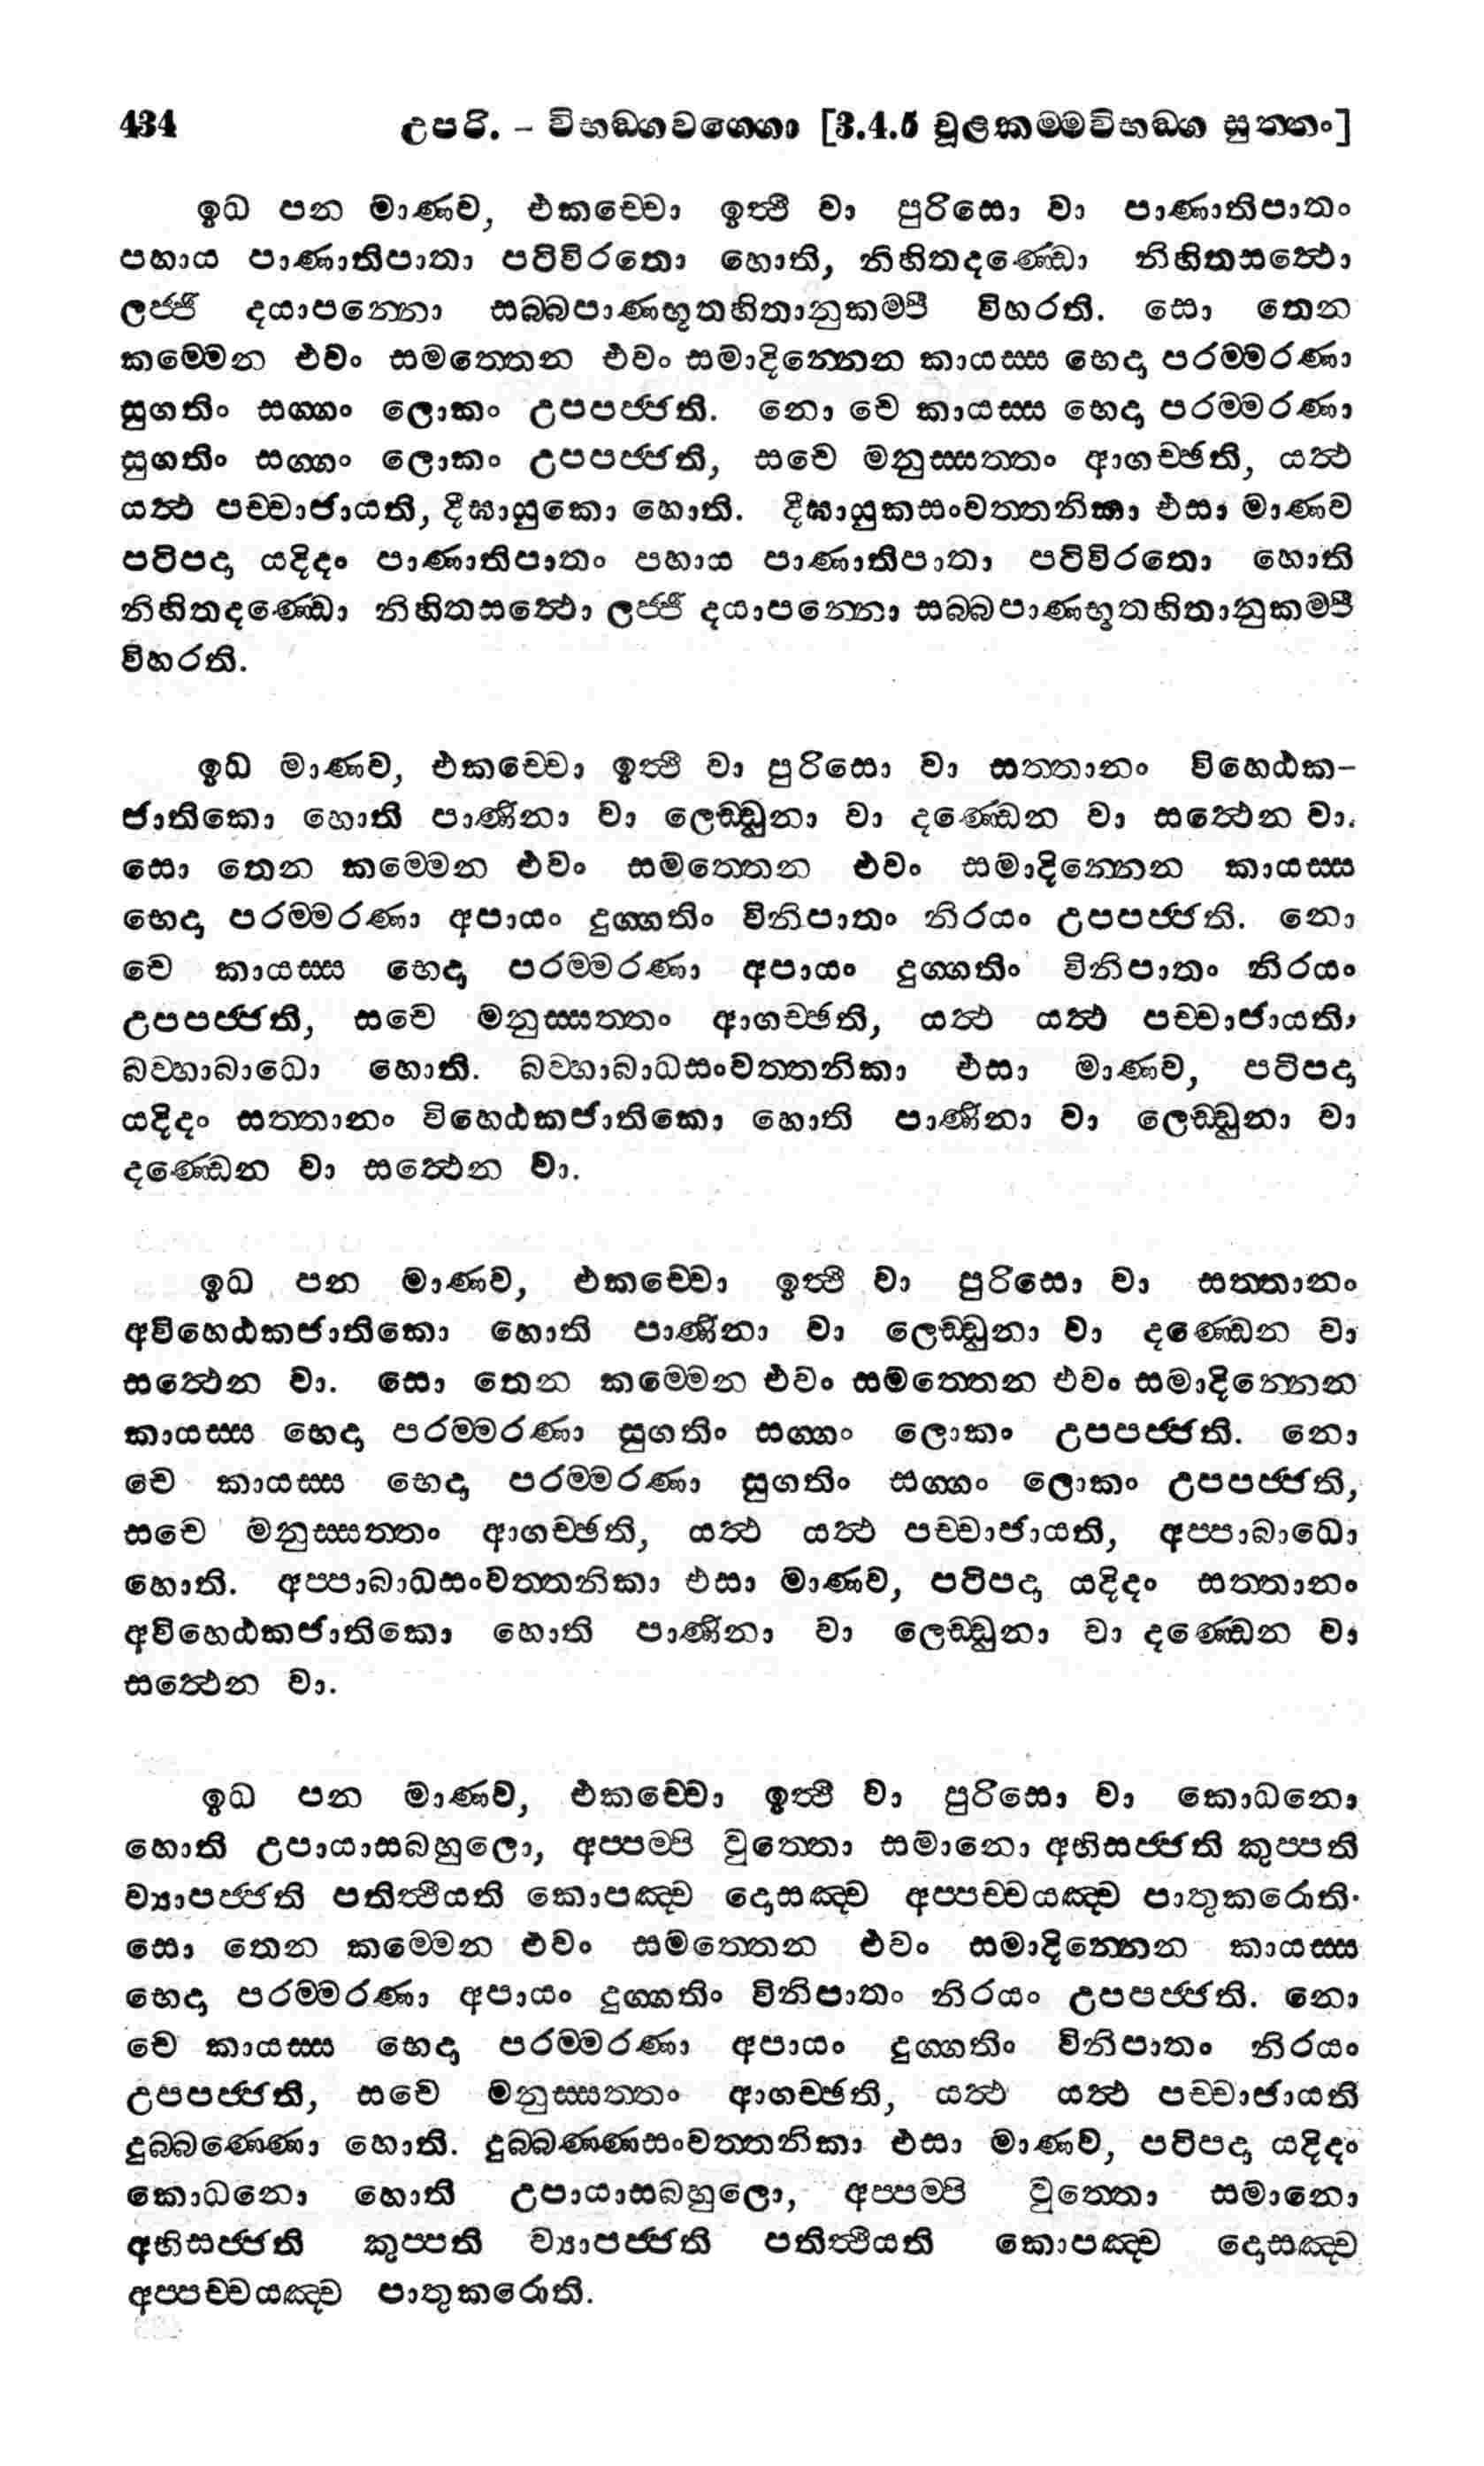 434 උපරි. - විභඞ‍්ගවග‍්ගො [3.4.5 චූළකම‍්මවිභඞ‍්ග සුත‍්තං]
ඉධ පන මාණව, එකච‍්චො ඉත්‍ථි වා පුරිසො වා පාණාතිපාතං
පහාය පාණාතිපාතා පටිවිරතො හොති, නිහිතදණ‍්ඩො නිහිතසත්‍ථො
ලජ‍්ජී දයාපන‍්නො සබ‍්බපාණභූතහිතානුකම‍්පී විහරති. සො තෙන
කම‍්මෙන එවං සමත‍්තෙන එවං සමාදින‍්නෙන කායස‍්ස භෙදා පරම‍්මරණා
සුගතිං සග‍්ගං ලොකං උපපජ‍්ජති. නො චෙ කායස‍්ස භෙදා පරම‍්මරණා
සුගතිං සග‍්ගං ලොකං උපපජ‍්ජති, සචෙ මනුස‍්සත‍්තං ආගච‍්ඡති, යත්‍ථ
යත්‍ථ පච‍්චාජායති, දීඝායුකො හොති. දීඝායුකසංවත‍්තනිකා එසා මාණව
පටිපදා යදිදං පාණාතිපාතං පහාය පාණාතිපාතා පටිවිරතො හොති
නිහිතදණ‍්ඩො නිහිතසත්‍ථො ලජ‍්ජී දයාපන‍්නො සබ‍්බපාණභූතහිතානුකම‍්පී
විහරති.
ඉධ මාණව, එකච‍්චො ඉත්‍ථි වා පුරිසො වා සත‍්තානං විහෙඨක-
ජාතිකො හොති පාණිනා වා ලෙඩ‍්ඩුනා වා දණ‍්ඩෙන වා සත්‍ථෙන වා.
සො තෙන කම‍්මෙන එවං සමත‍්තෙන එවං සමාදින‍්නෙන කායස‍්ස
භෙදා පරම‍්මරණා අපායං දුග‍්ගතිං විනිපාතං නිරයං උපපජ‍්ජති. නො
චෙ කායස‍්ස භෙදා පරම‍්මරණා අපායං දුග‍්ගතිං විනිපාතං නිරයං
උපපජ‍්ජති, සචෙ මනුස‍්සත‍්තං ආගච‍්ඡති, යත්‍ථ යත්‍ථ පච‍්චාජායති,
බව‍්හාබාධො හොති. බව‍්හාබාධසංවත‍්තනිකා එසා මාණව, පටිපදා
යදිදං සත‍්තානං විහෙඨකජාතිකො හොති පාණිනා වා ලෙඩ‍්ඩුනා වා
දණ‍්ඩෙන වා සත්‍ථෙන වා.
ඉධ පන මාණව, එකච‍්චො ඉත්‍ථි වා පුරිසො වා සත‍්තානං
අවිහෙඨකජාතිකො හොති පාණිනා වා ලෙඩ‍්ඩුනා වා දණ‍්ඩෙන වා
සත්‍ථෙන වා. සො තෙන කම‍්මෙන එවං සමත‍්තෙන එවං සමාදින‍්නෙන
කායස‍්ස භෙදා පරම‍්මරණා සුගතිං සග‍්ගං ලොකං උපපජ‍්ජති. නො
චෙ කායස‍්ස භෙදා පරම‍්මරණා සුගතිං සග‍්ගං ලොකං උපපජ‍්ජති,
සචෙ මනුස‍්සත‍්තං ආගච‍්ඡති, යත්‍ථ යත්‍ථ පච‍්චාජායති, අප‍්පාබාධො
හොති. අප‍්පාබාධසංවත‍්තනිකා එසා මාණව, පටිපදා යදිදං සත‍්තානං
අවිහෙඨකජාතිකො හොති පාණිනා වා ලෙඩ‍්ඩුනා වා දණ‍්ඩෙන වා
සත්‍ථෙන වා.
ඉධ පන මාණව, එකච‍්චො ඉත්‍ථි වා පුරිසො වා කොධනො
හොති උපායාසබහුලො, අප‍්පම‍්පි වුත‍්තො සමානො අභිසජ‍්ජති කුප‍්පති
ව්‍යාපජ‍්ජති පතිත්‍ථීයති කොපඤ‍්ච දොසඤ‍්ච අප‍්පච‍්චයඤ‍්ච පාතුකරොති.
සො තෙන කම‍්මෙන එවං සමත‍්තෙන එවං සමාදින‍්නෙන කායස‍්ස
භෙදා පරම‍්මරණා අපායං දුග‍්ගතිං විනිපාතං නිරයං උපපජ‍්ජති. නො
චෙ කායස‍්ස භෙදා පරම‍්මරණා අපායං දුග‍්ගතිං විනිපාතං නිරයං
උපපජ‍්ජති, සචෙ මනුස‍්සත‍්තං ආගච‍්ඡති, යත්‍ථ යත්‍ථ පච‍්චාජායති
දුබ‍්බණ‍්ණො හොති. දුබ‍්බණ‍්ණසංවත‍්තනිකා එසා මාණව, පටිපදා යදිදං
කොධනො හොති උපායාසබහුලො, අප‍්පම‍්පි වුත‍්තො සමානො
අභිසජ‍්ජති කුප‍්පති ව්‍යාපජ‍්ජති පතිත්‍ථීයති කොපඤ‍්ච දොසඤ‍්ච
අප‍්පච‍්චයඤ‍්ච පාතුකරොති.